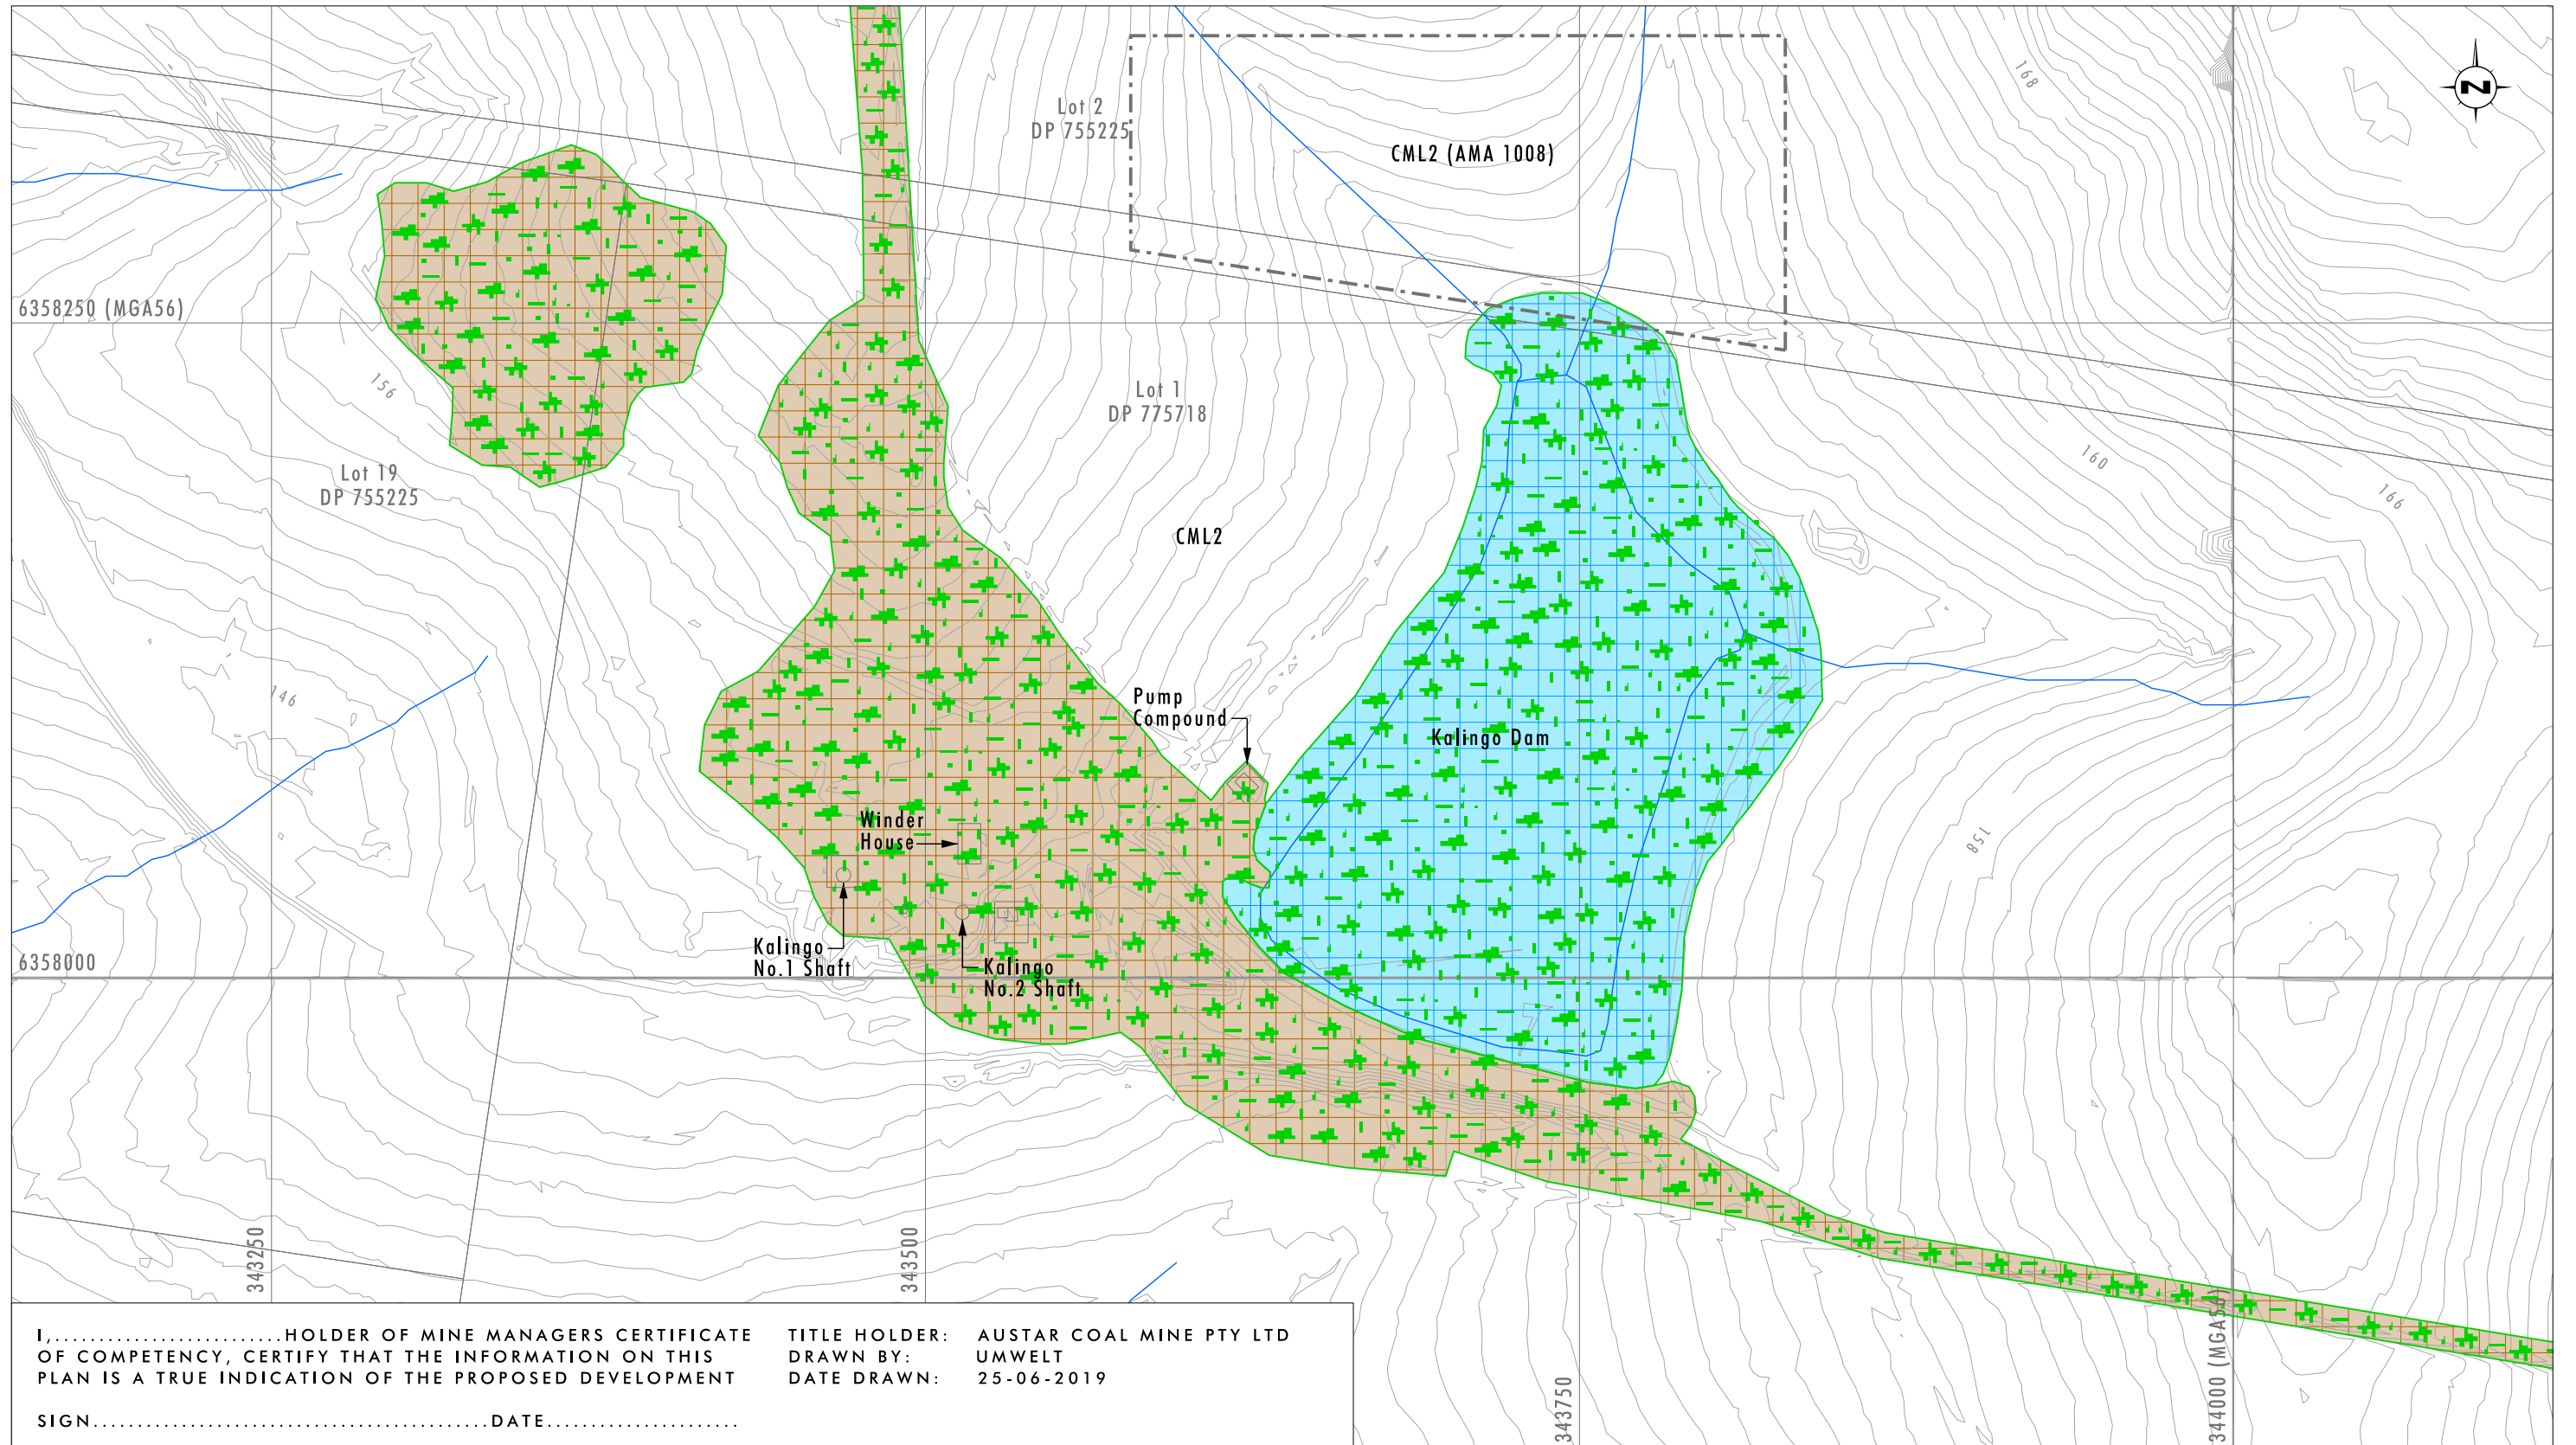 N
168
Lot 2
DP 755225
CML2 (AMA 1008)
6358250 (MGA56)
156
Lot 1
DP 775718
160
166
Lot 19
DP 755225
CML2
146
Pump
Compound
Kalingo Dam
Winder
House
158
Kalingo
No.1 Shaft
Kalingo
No.2 Shaft
6358000
343250
343500
343750
344000 (MGA56)
I,..........................HOLDER OF MINE MANAGERS CERTIFICATE
OF COMPETENCY, CERTIFY THAT THE INFORMATION ON THIS
PLAN IS A TRUE INDICATION OF THE PROPOSED DEVELOPMENT
SIGN.............................................DATE......................
TITLE HOLDER: AUSTAR COAL MINE PTY LTD
DRAWN BY: UMWELT
DATE DRAWN: 25-06-2019